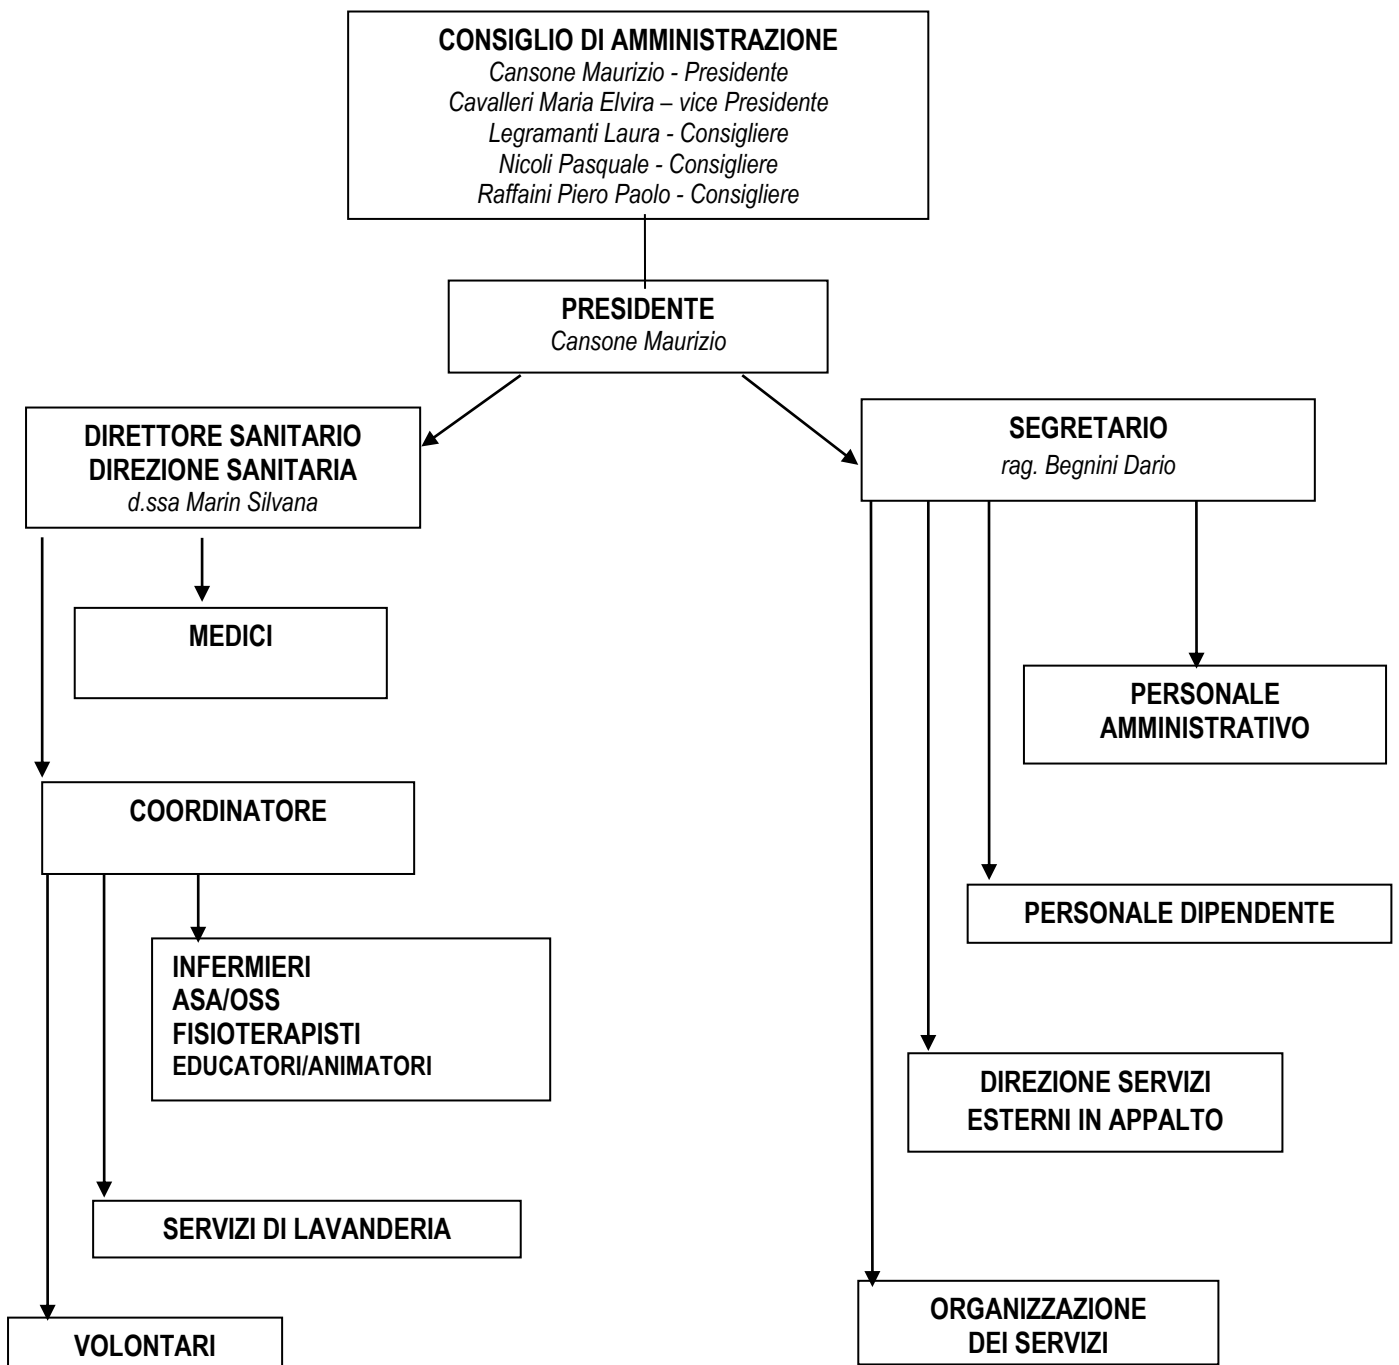 CONSIGLIO DI AMMINISTRAZIONE
Cansone Maurizio - Presidente
Cavalleri Maria Elvira – vice Presidente
Legramanti Laura - Consigliere
Nicoli Pasquale - Consigliere
Raffaini Piero Paolo - Consigliere
PRESIDENTE
Cansone Maurizio
DIRETTORE SANITARIO
DIREZIONE SANITARIA
d.ssa Marin Silvana
SEGRETARIO
rag. Begnini Dario
MEDICI
PERSONALE
AMMINISTRATIVO
COORDINATORE
PERSONALE DIPENDENTE
INFERMIERI
ASA/OSS
FISIOTERAPISTI
EDUCATORI/ANIMATORI
DIREZIONE SERVIZI
ESTERNI IN APPALTO
SERVIZI DI LAVANDERIA
ORGANIZZAZIONE
DEI SERVIZI
VOLONTARI